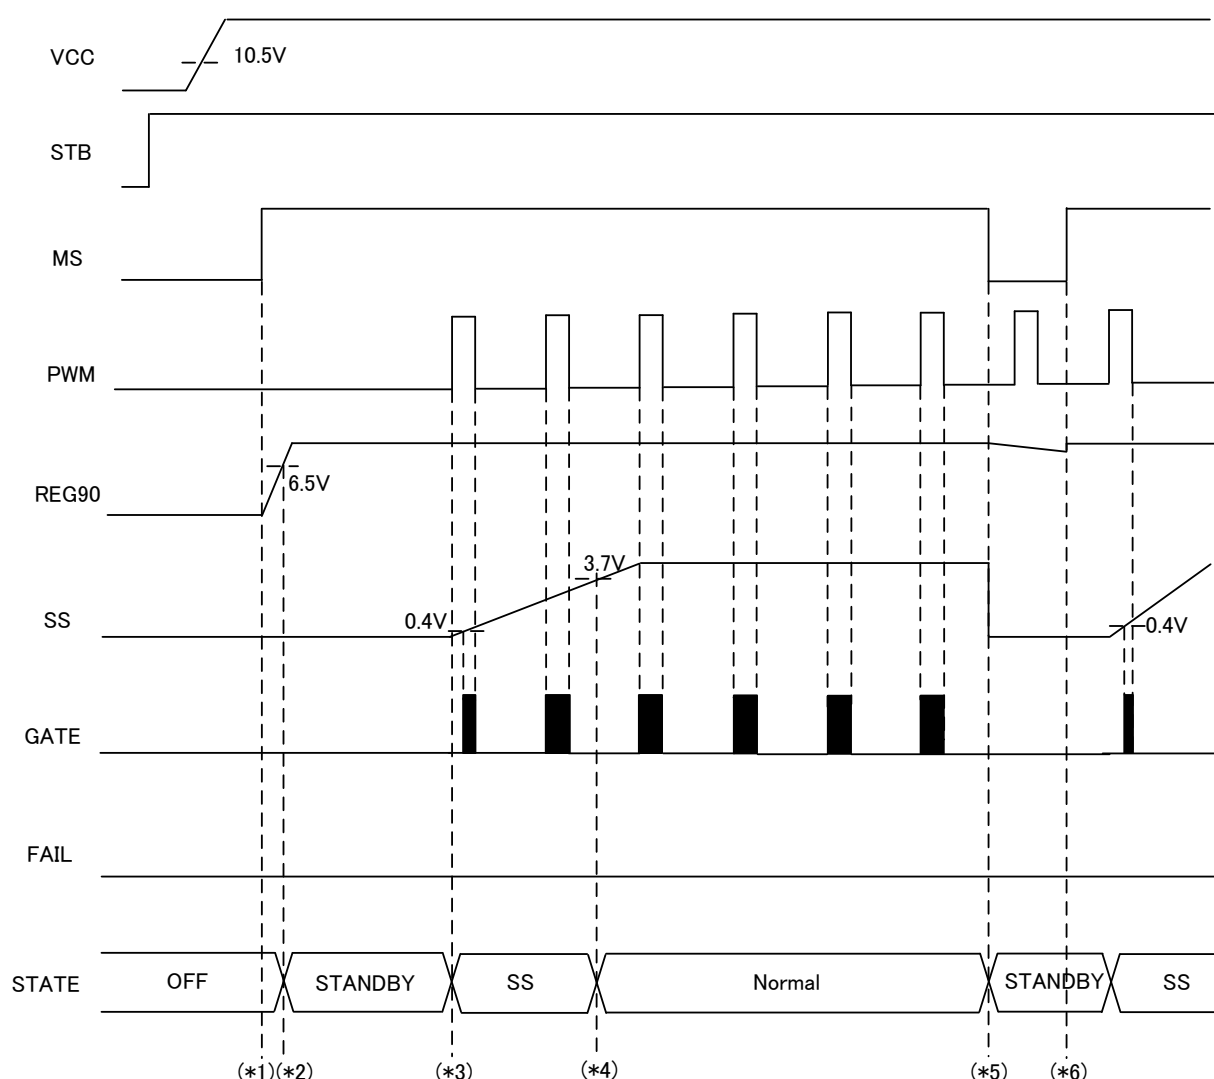 VCC
10.5V
STB
MS
PWM
REG90
6.5V
SS
0.4V
3.7V
0.4V
GATE
FAIL
STATE
OFF
STANDBY
SS
Normal
STANDBY
SS
(*1)(*2)
(*3)
(*4)
(*5)
(*6)